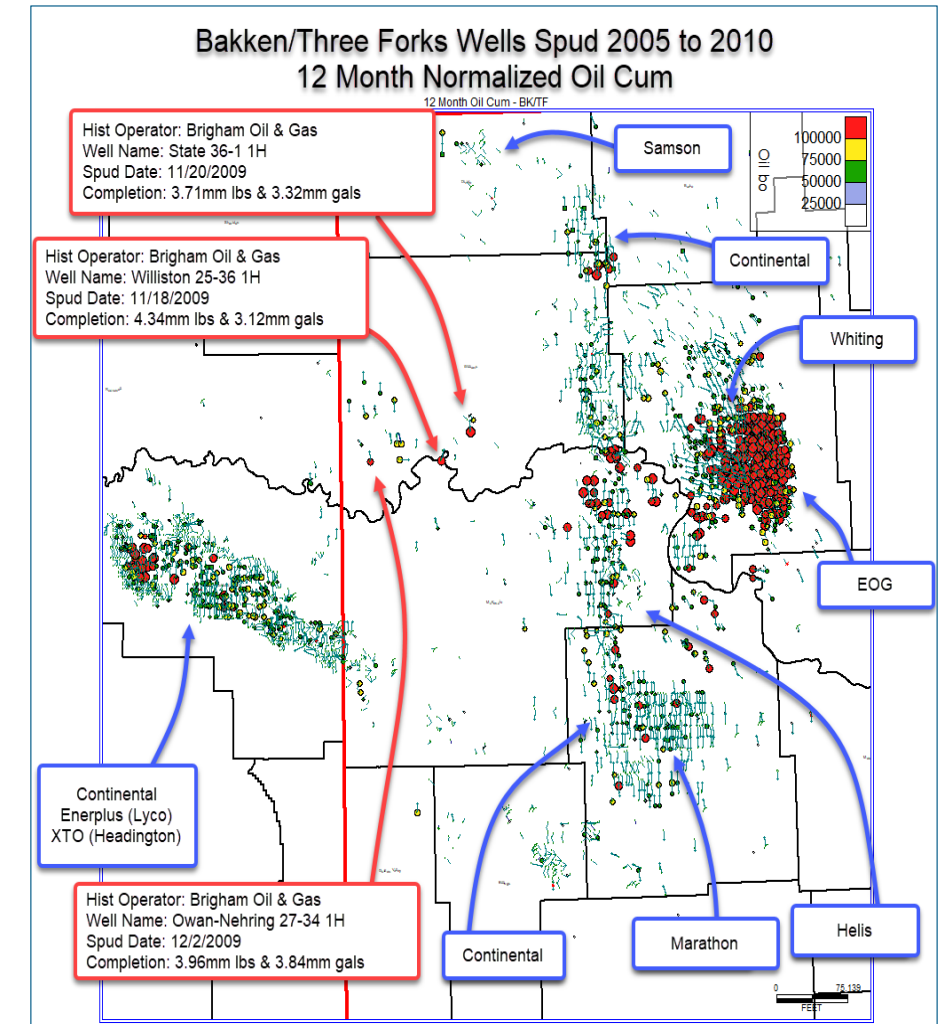 Bakken/Three Forks Wells Spud 2005 to 2010
12 Month Normalized Oil Cum
12 Month Oil Cum - BK/TF
Hist Operator: Brigham Oil & Gas
Well Name: State 36-1 1H
Spud Date: 11/20/2009
Completion: 3.71mm lbs & 3.32mm gals
Samson
Oil bo
100000
75000
50000
25000
Hist Operator: Brigham Oil & Gas
Well Name: Williston 25-36 1H
Spud Date: 11/18/2009
Completion: 4.34mm lbs & 3.12mm gals
Continental
Whiting
EOG
Continental
Enerplus (Lyco)
XTO (Headington)
Hist Operator: Brigham Oil & Gas
Well Name: Owan-Nehring 27-34 1H
Spud Date: 12/2/2009
Completion: 3.96mm lbs & 3.84mm gals
Continental
Marathon
Helis
0 75,139
FEET